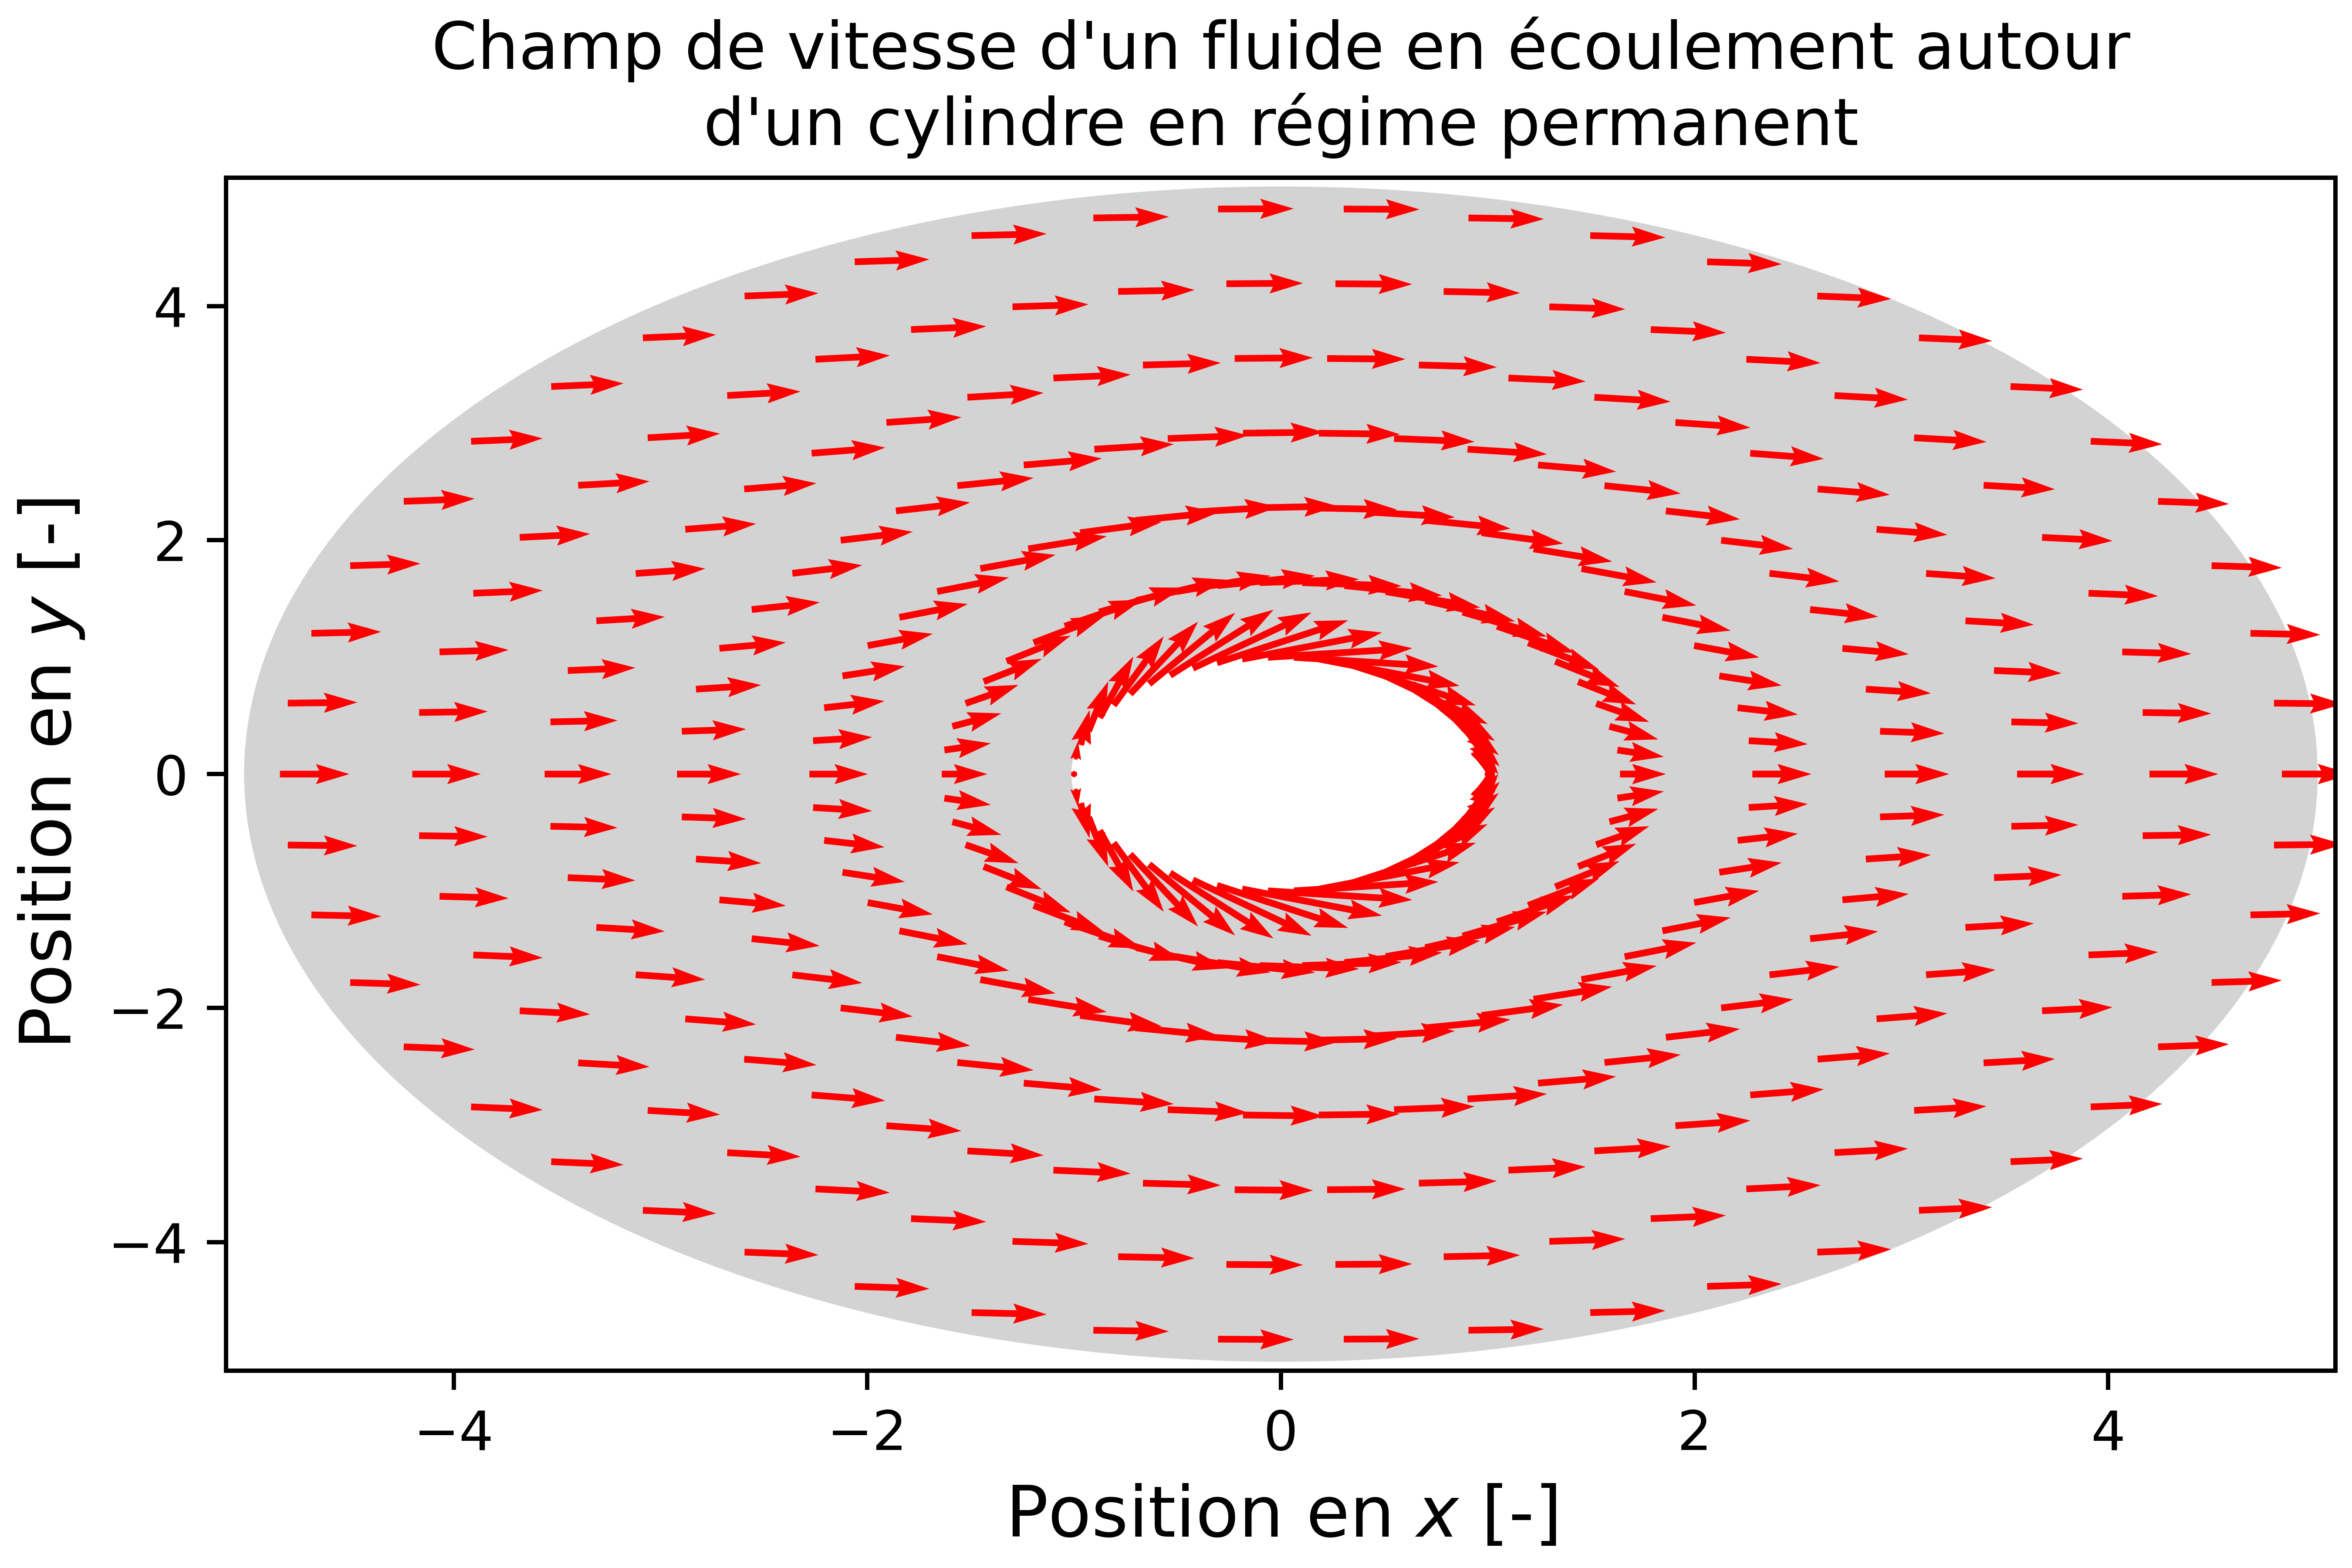 Champ de vitesse d'un fluide en écoulement autour
d'un cylindre en régime permanent
Position en y [-]
4
2
0
−2
−4
−4
−2
0
2
4
Position en x [-]